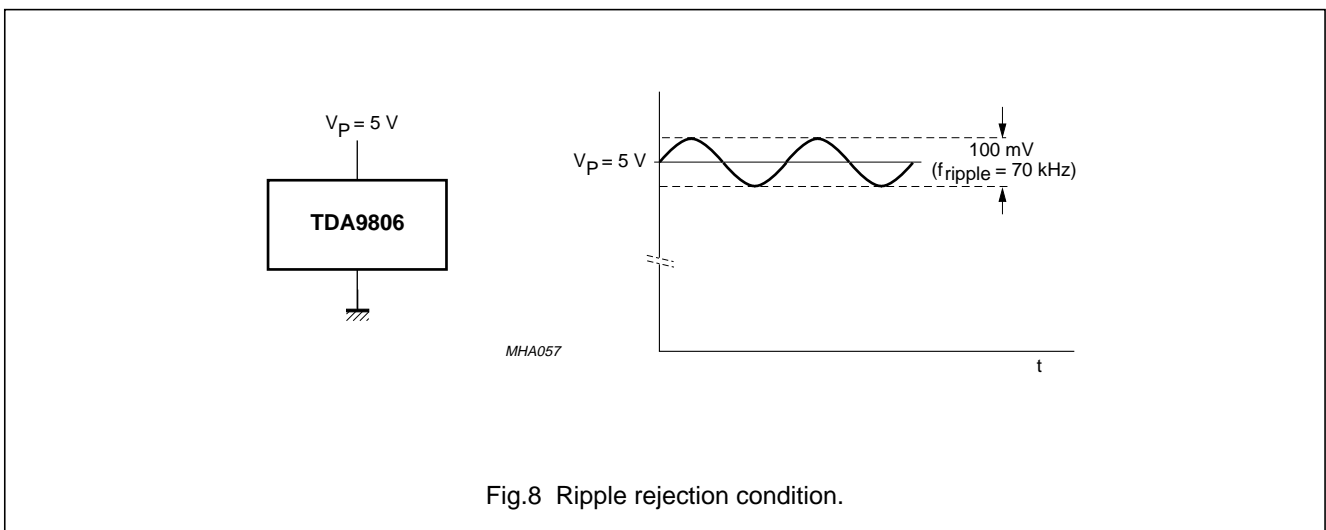 VP = 5 V
TDA9806
MHA057
VP = 5 V
100 mV
(fripple = 70 kHz)
t
Fig.8 Ripple rejection condition.